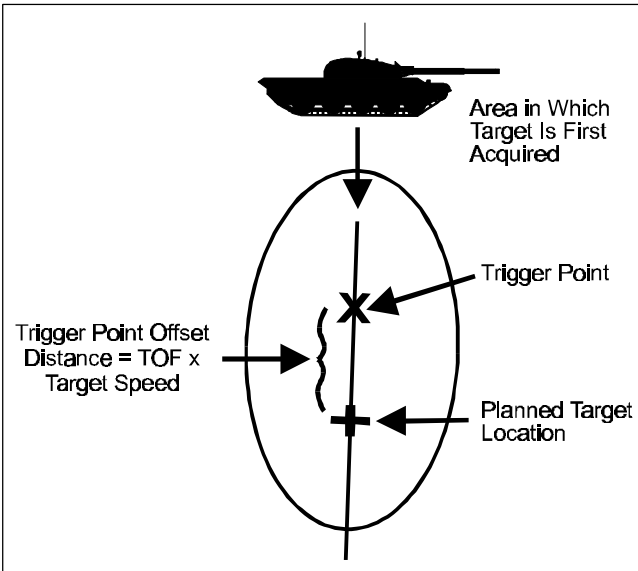 Area in Which
Target Is First
Acquired
Trigger Point
Trigger Point Offset
Distance = TOF x
Target Speed
Planned Target
Location